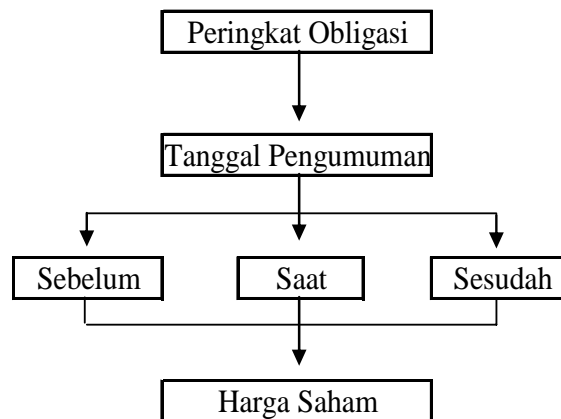 Peringkat Obligasi
Tanggal Pengumuman
Sebelum
Saat
Sesudah
Harga Saham